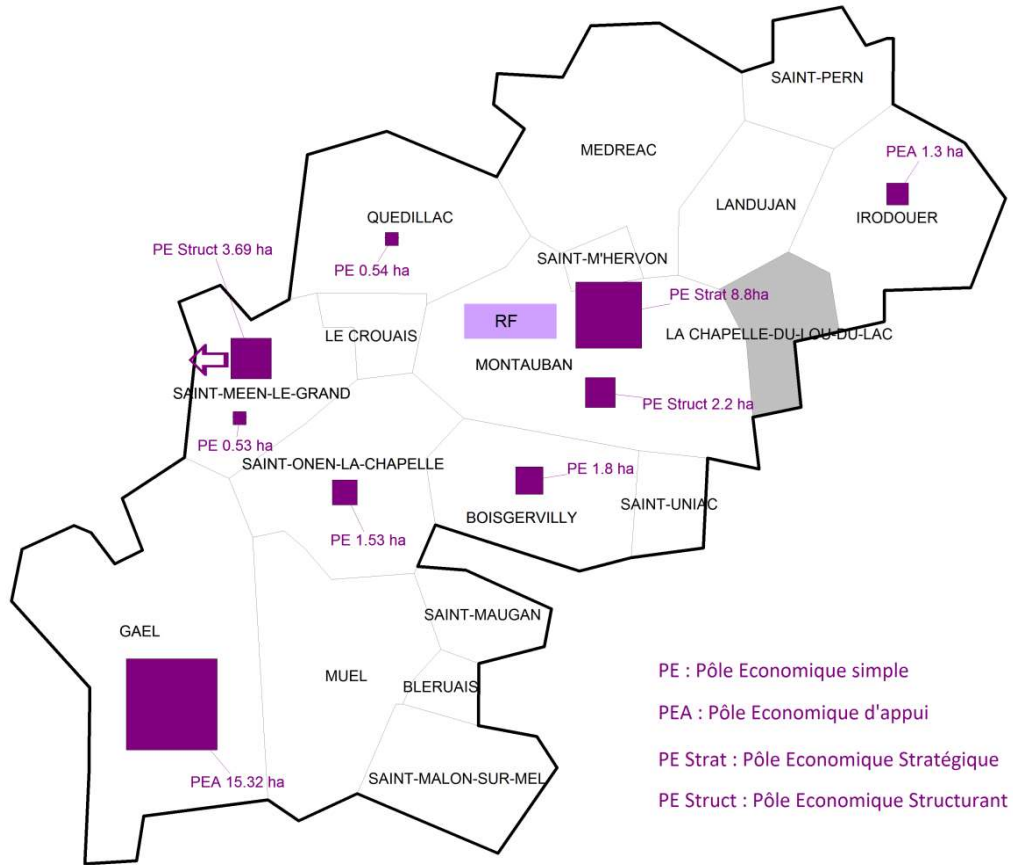 SAINT-PERN
MEDREAC
PEA 1.3 ha
LANDUJAN
IRODOUER
QUEDILLAC
PE Struct 3.69 ha
SAINT-M'HERVON
PE 0.54 ha
PE Strat 8.8ha
RF
LE CROUAIS
LA CHAPELLE-DU-LOU-DU-LAC
MONTAUBAN
SAINT-MEEN-LE-GRAND
PE Struct 2.2 ha
PE 0.53 ha
SAINT-ONEN-LA-CHAPELLE
PE 1.8 ha
SAINT-UNIAC
BOISGERVILLY
PE 1.53 ha
SAINT-MAUGAN
GAEL
MUEL
BLERUAIS
SAINT-MALON-SUR-MEL
PEA 15.32 ha
PE : Pôle Economique simple
PEA : Pôle Economique d'appui
PE Strat : Pôle Economique Stratégique
PE Struct : Pôle Economique Structurant